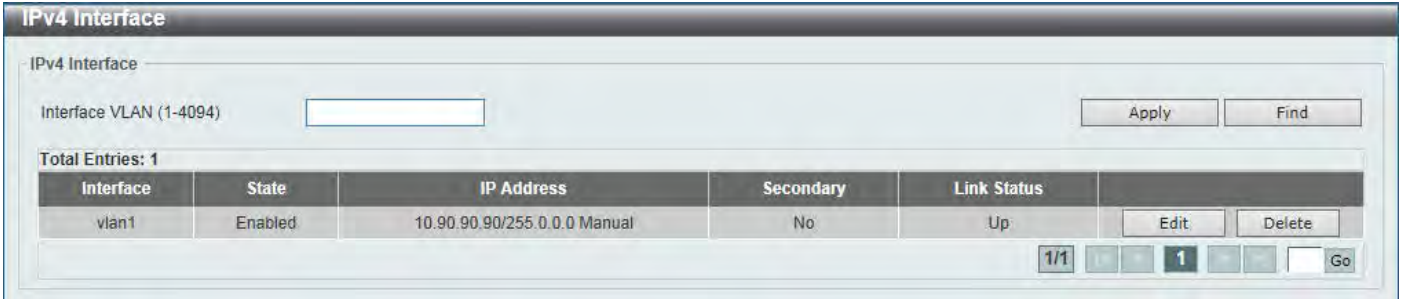 IPv4 Interface
IPv4 Interface
Interface VLAN (1-4094) Apply Find
Total Entries: 1
Interface State IP Address Secondary Link Status
vlan1 Enabled 10.90.90.90/255.0.0.0 Manual No Up Edit Delete
1/1 1 Go